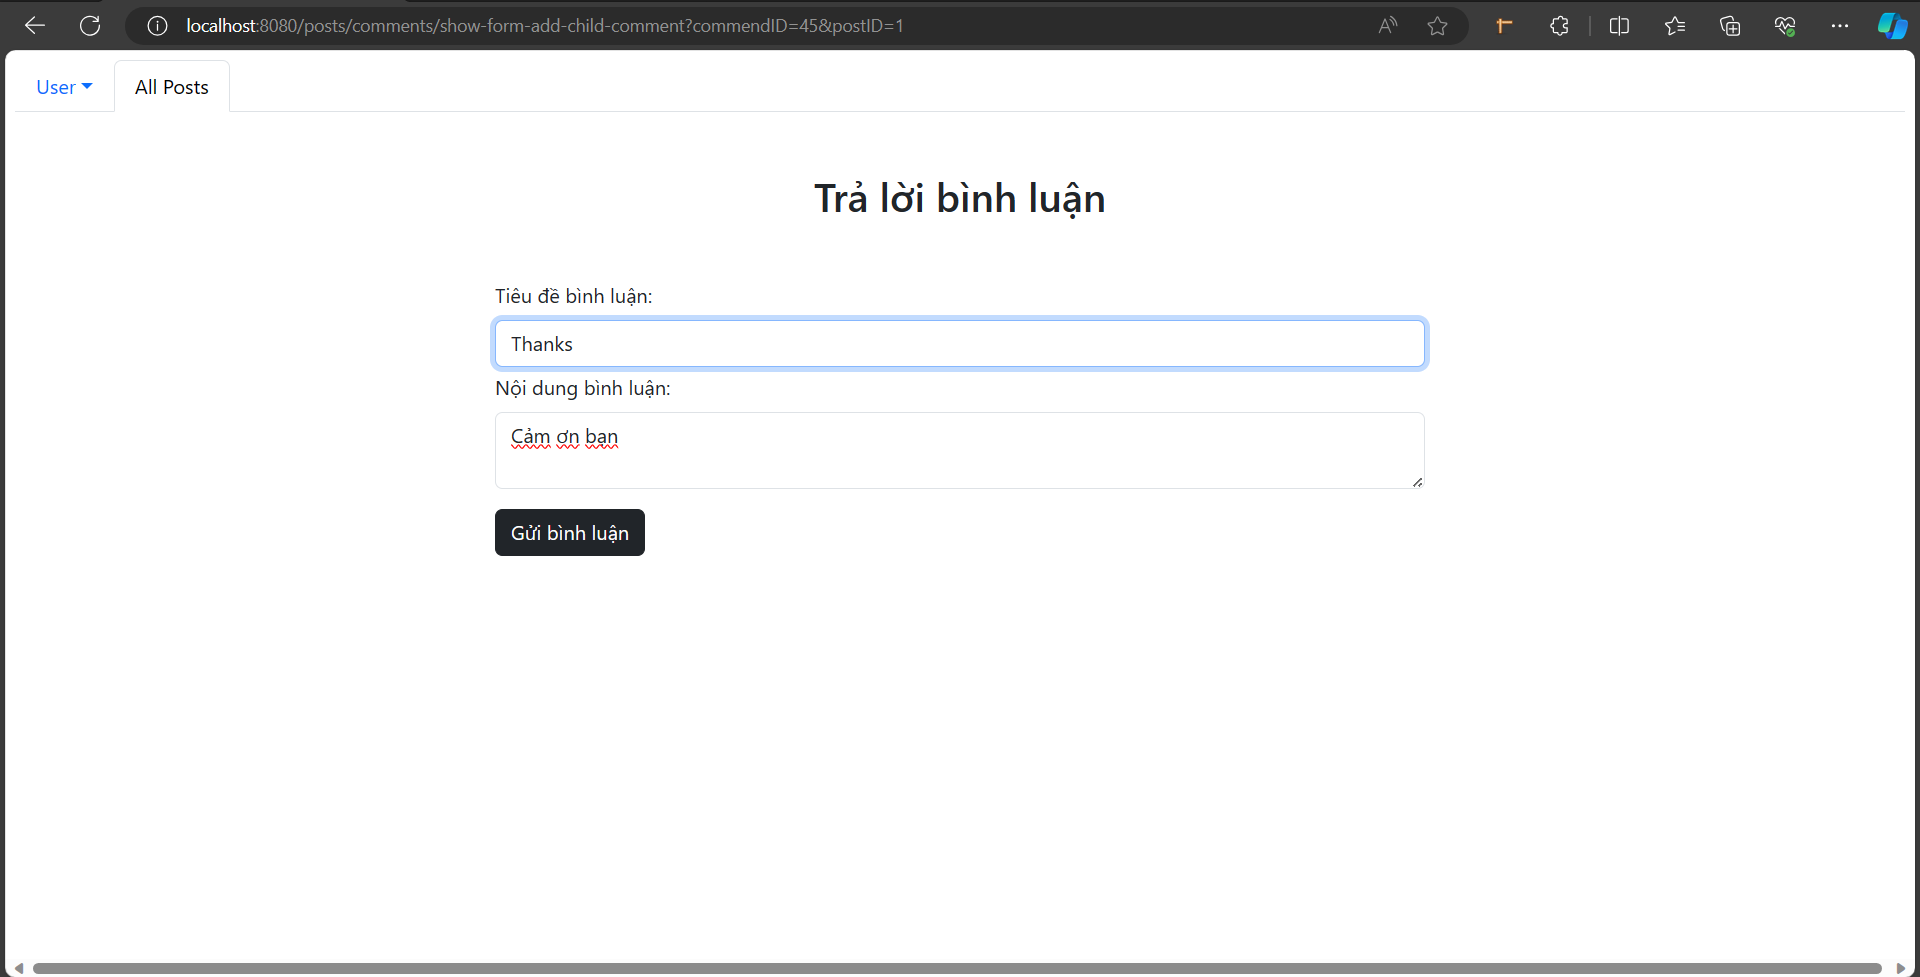 localhost:8080/posts/comments/show-form-add-child-comment?commendID=45&postID=1
User
All Posts
Trả lời bình luận
Tiêu đề bình luận:
Thanks
Nội dung bình luận:
Cảm ơn bạn
Gửi bình luận